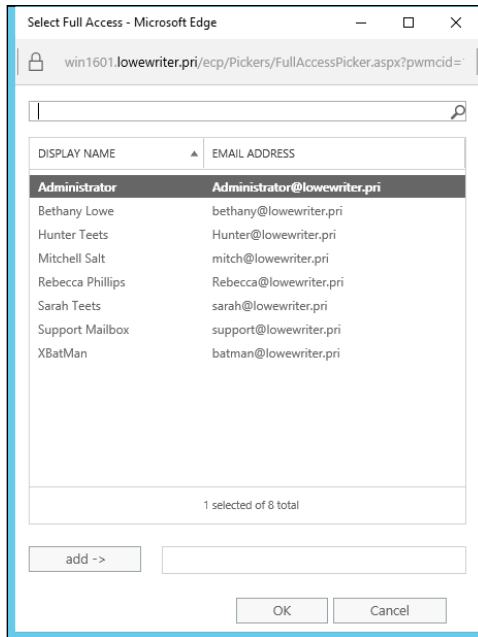 Select Full Access - Microsoft Edge
win1601.lowewriter.pri/ecp/Pickers/FullAccessPicker.aspx?pwmcid=
DISPLAY NAME EMAIL ADDRESS
Administrator Administrator@lowewriter.pri
Bethany Lowe bethany@lowewriter.pri
Hunter Teets Hunter@lowewriter.pri
Mitchell Salt mitch@lowewriter.pri
Rebecca Phillips Rebecca@lowewriter.pri
Sarah Teets sarah@lowewriter.pri
Support Mailbox support@lowewriter.pri
XBatMan batman@lowewriter.pri
1 selected of 8 total
add ->
OK Cancel